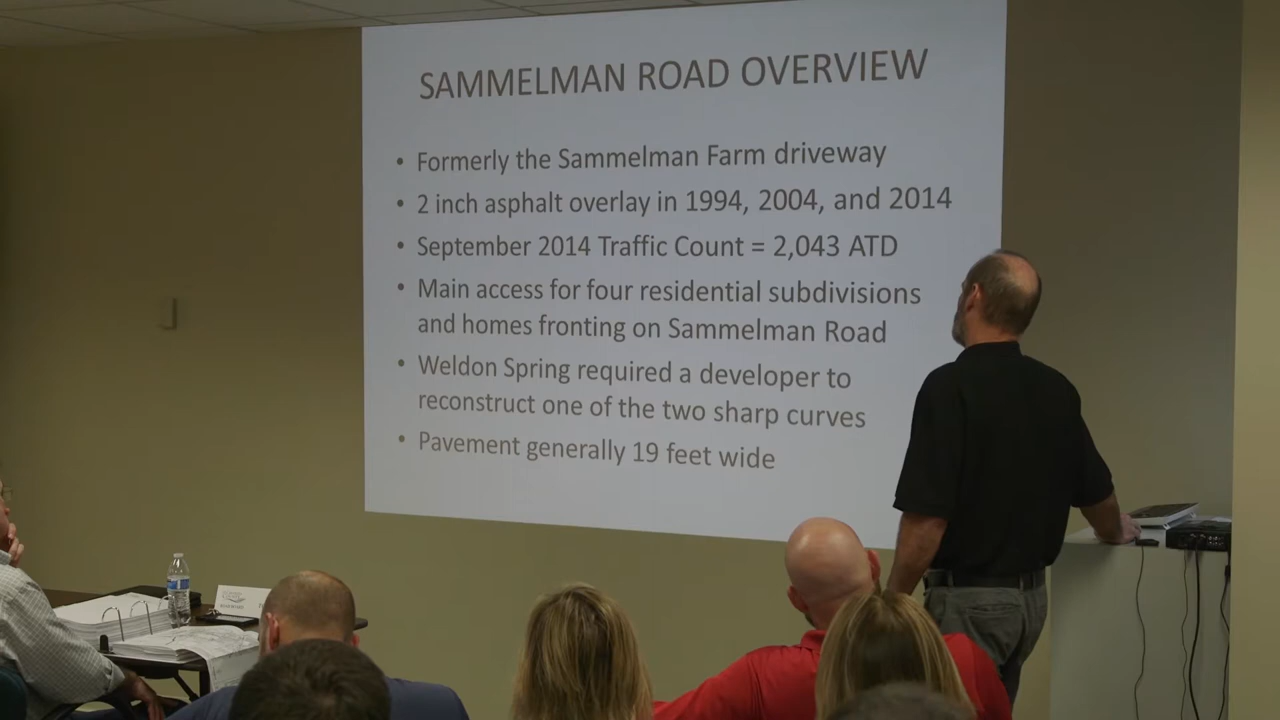 SAMMELMAN ROAD OVERVIEW
• Formerly the Sammelman Farm driveway
• 2 inch asphalt overlay in 1994, 2004, and 2014
• September 2014 Traffic Count = 2,043 ATD
• Main access for four residential subdivisions
and homes fronting on Sammelman Road
• Weldon Spring required a developer to
reconstruct one of the two sharp curves
• Pavement generally 19 feet wide